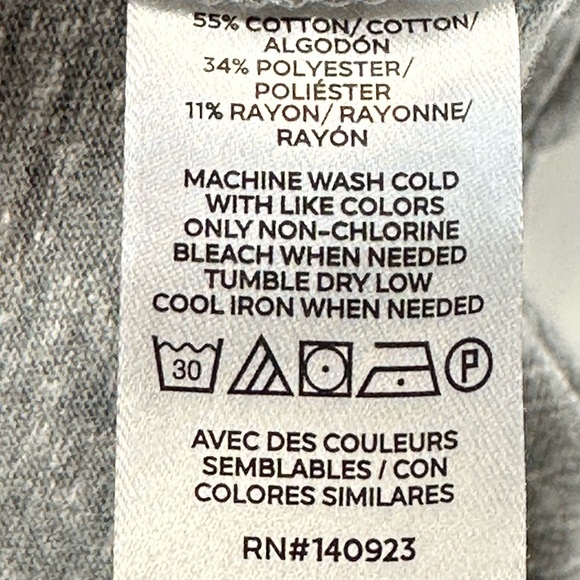 55% COTTON/COTTON/
ALGODÓN
34% POLYESTER/
POLIÉSTER
11% RAYON/RAYONNE/
RAYÓN
MACHINE WASH COLD
WITH LIKE COLORS
ONLY NON-CHLORINE
BLEACH WHEN NEEDED
TUMBLE DRY LOW
COOL IRON WHEN NEEDED
30 P
AVEC DES COULEURS
SEMBLABLES / CON
COLORES SIMILARES
RN#140923